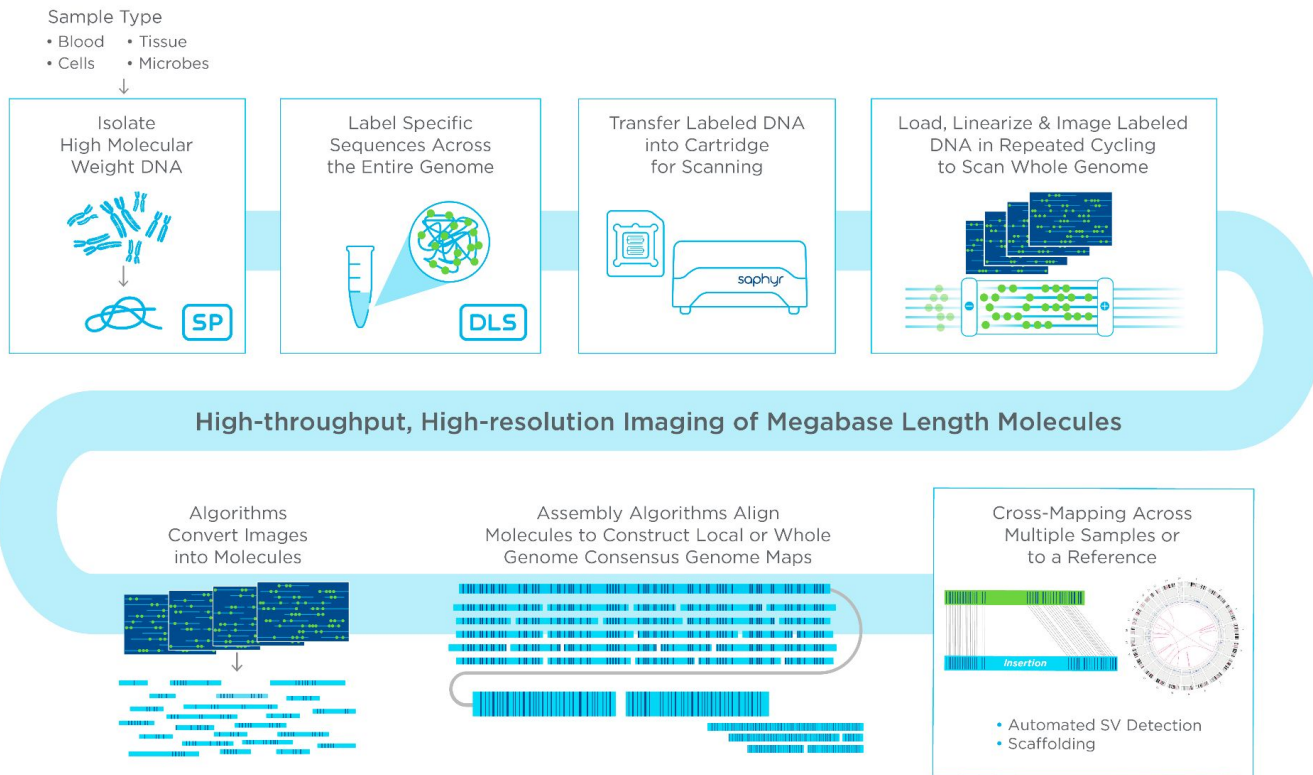 Sample Type
• Blood • Tissue
• Cells • Microbes
Isolate
High Molecular
Weight DNA
SP
Label Specific
Sequences Across
the Entire Genome
DLS
Transfer Labeled DNA
into Cartridge
for Scanning
saphyr
Load, Linearize & Image Labeled
DNA in Repeated Cycling
to Scan Whole Genome
− +
High-throughput, High-resolution Imaging of Megabase Length Molecules
Algorithms
Convert Images
into Molecules
Assembly Algorithms Align
Molecules to Construct Local or Whole
Genome Consensus Genome Maps
Cross-Mapping Across
Multiple Samples or
to a Reference
Insertion
• Automated SV Detection
• Scaffolding